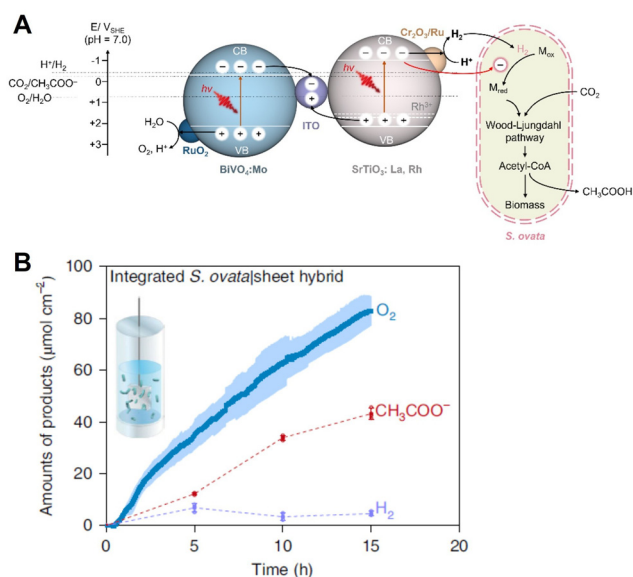 A
E/ V_SHE
(pH = 7.0)
H⁺/H₂
CO₂/CH₃COO⁻
O₂/H₂O
-1
0
+1
+2
+3
CB
hν
H₂O
O₂, H⁺
RuO₂
VB
BiVO₄:Mo
ITO
Cr₂O₃/Ru
CB
hν
Rh³⁺
VB
SrTiO₃: La, Rh
H₂
H⁺
H₂
M_ox
M_red
CO₂
Wood-Ljungdahl
pathway
Acetyl-CoA
CH₃COOH
Biomass
S. ovata
B
Integrated S. ovata|sheet hybrid
Amounts of products (μmol cm⁻²)
100
80
60
40
20
0
O₂
CH₃COO⁻
H₂
0
5
10
15
20
Time (h)